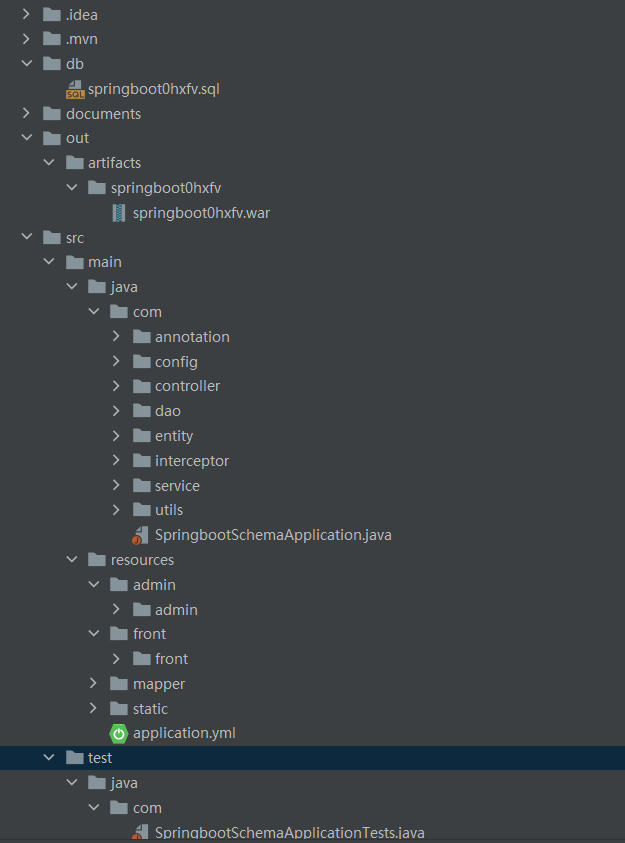 .idea
.mvn
db
springboot0hxfv.sql
documents
out
artifacts
springboot0hxfv
springboot0hxfv.war
src
main
java
com
annotation
config
controller
dao
entity
interceptor
service
utils
SpringbootSchemaApplication.java
resources
admin
admin
front
front
mapper
static
application.yml
test
java
com
SpringbootSchemaApplicationTests.java